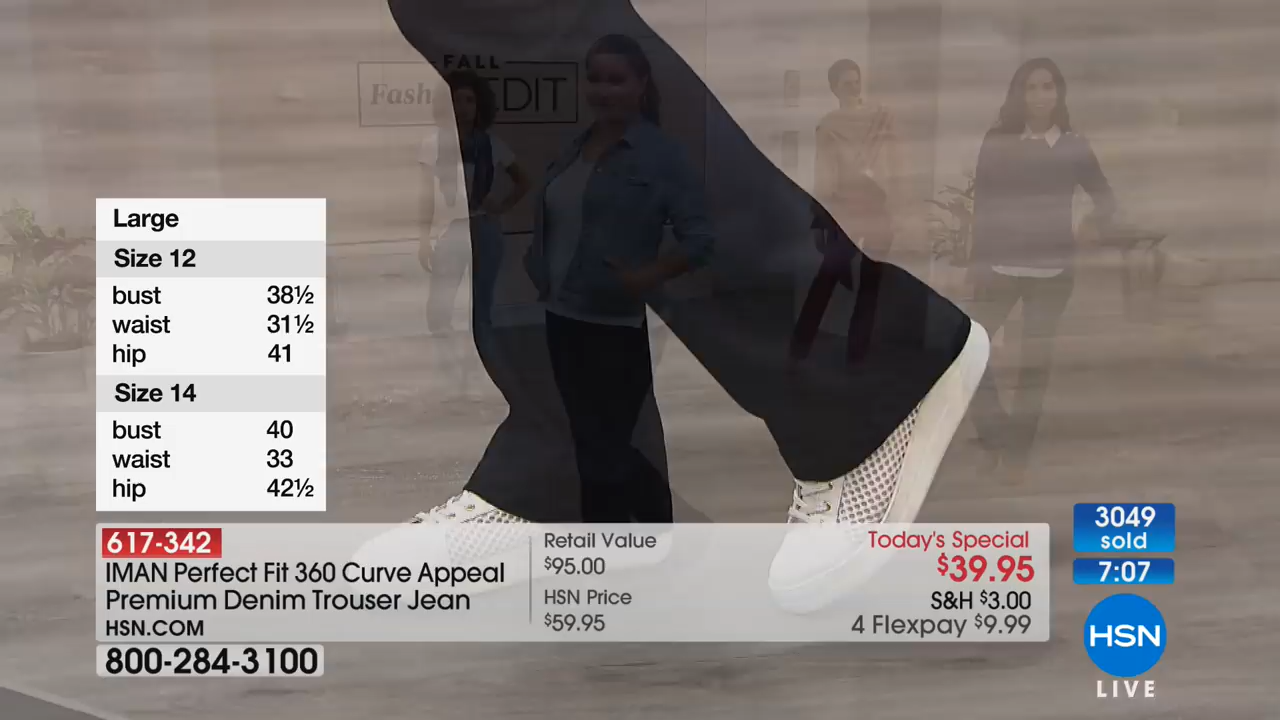 FALL
Fash EDIT
Large
Size 12
bust 38½
waist 31½
hip 41
Size 14
bust 40
waist 33
hip 42½
617-342
IMAN Perfect Fit 360 Curve Appeal
Premium Denim Trouser Jean
HSN.COM
800-284-3100
Retail Value
$95.00
HSN Price
$59.95
Today's Special
$39.95
S&H $3.00
4 Flexpay $9.99
3049
sold
7:07
HSN
LIVE